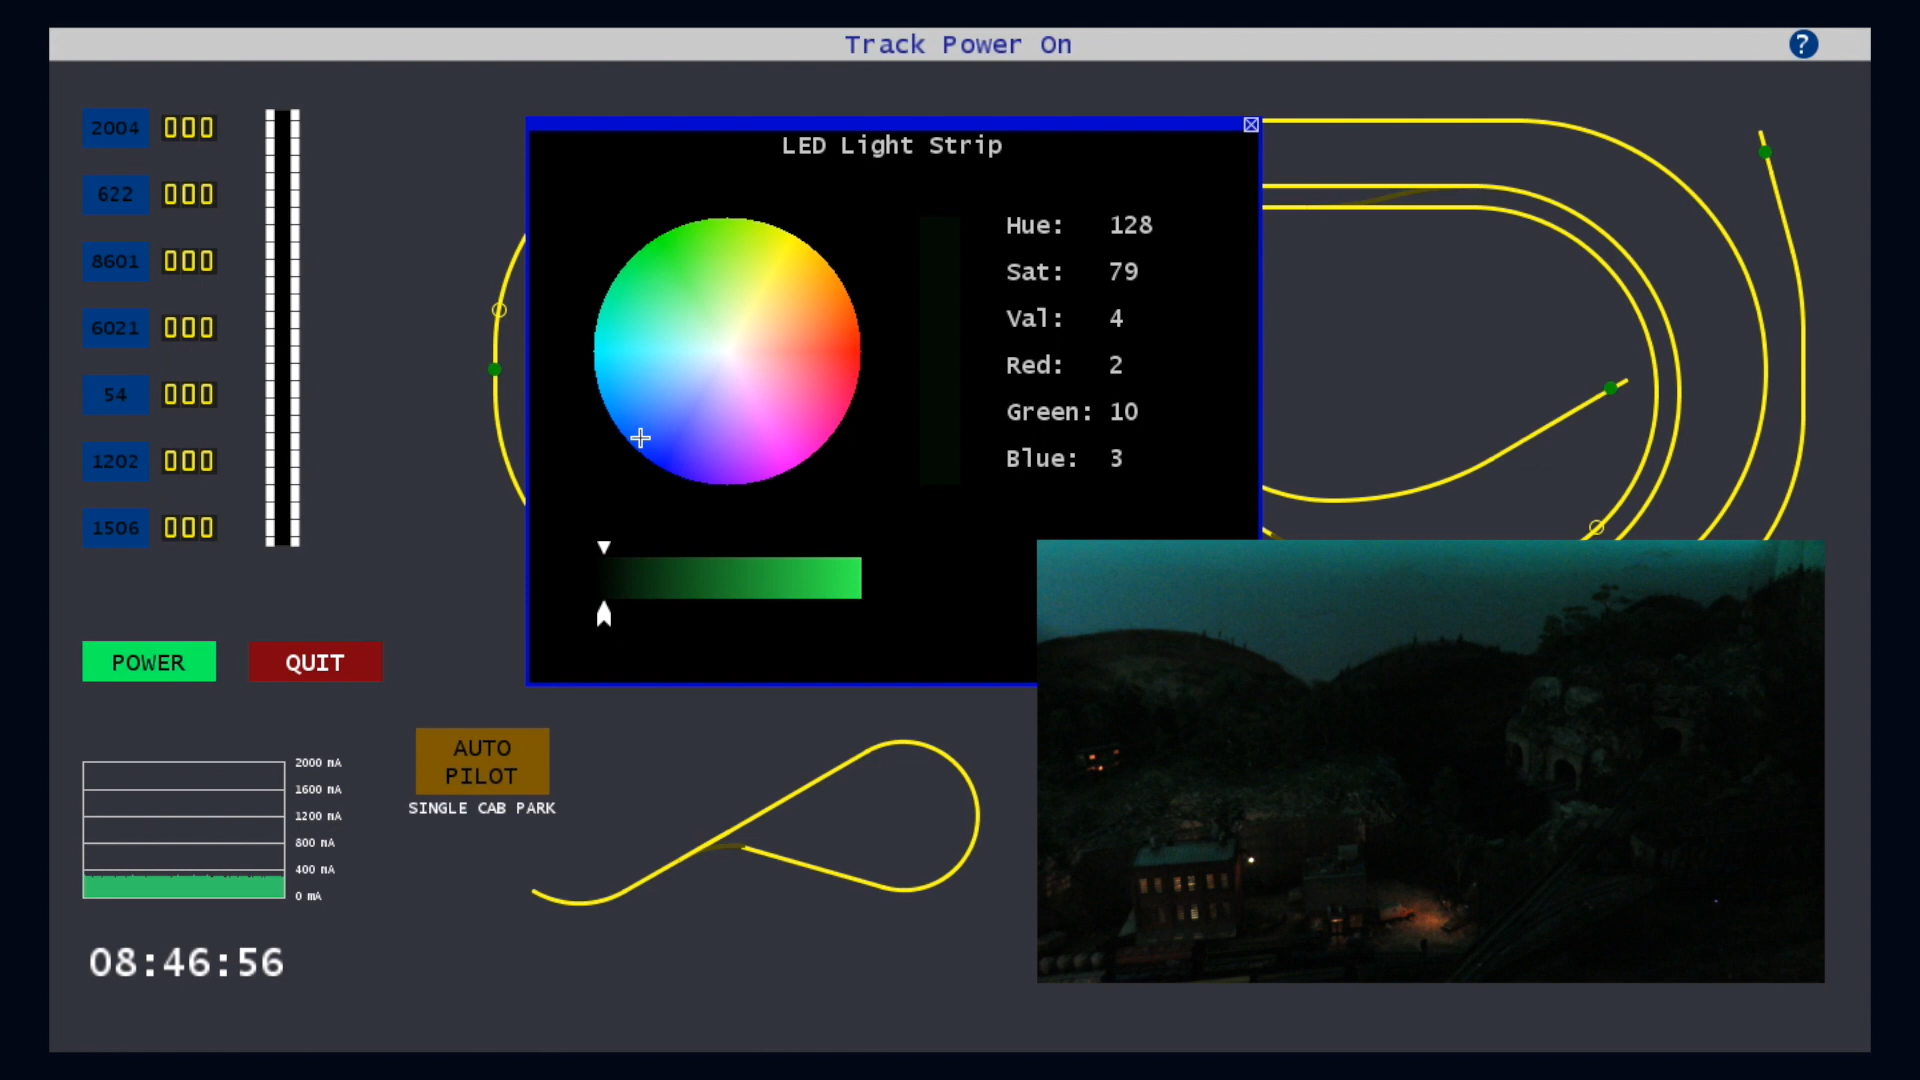 Track Power On
?
2004 000
622 000
8601 000
6021 000
54 000
1202 000
1506 000
LED Light Strip
Hue: 128
Sat: 79
Val: 4
Red: 2
Green: 10
Blue: 3
POWER
QUIT
2000 mA
1600 mA
1200 mA
800 mA
400 mA
0 mA
AUTO
PILOT
SINGLE CAB PARK
08:46:56